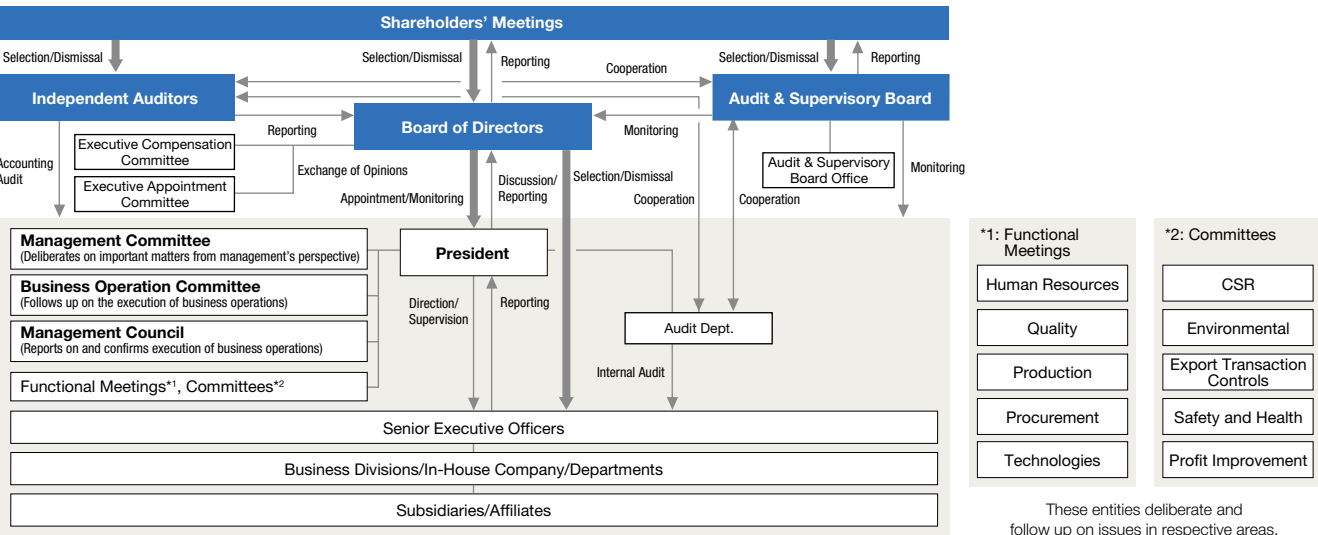 Shareholders' Meetings
Selection/Dismissal
Selection/Dismissal
Reporting
Cooperation
Selection/Dismissal
Reporting
Independent Auditors
Audit & Supervisory Board
Board of Directors
Reporting
Monitoring
Accounting
Audit
Executive Compensation
Committee
Executive Appointment
Committee
Exchange of Opinions
Appointment/Monitoring
Discussion/
Reporting
Selection/Dismissal
Cooperation
Cooperation
Audit & Supervisory
Board Office
Monitoring
Management Committee
(Deliberates on important matters from management's perspective)
Business Operation Committee
(Follows up on the execution of business operations)
Management Council
(Reports on and confirms execution of business operations)
Functional Meetings*1, Committees*2
President
Direction/
Supervision
Reporting
Audit Dept.
Internal Audit
Senior Executive Officers
Business Divisions/In-House Company/Departments
Subsidiaries/Affiliates
*1: Functional
Meetings
Human Resources
Quality
Production
Procurement
Technologies
*2: Committees
CSR
Environmental
Export Transaction
Controls
Safety and Health
Profit Improvement
These entities deliberate and
follow up on issues in respective areas.